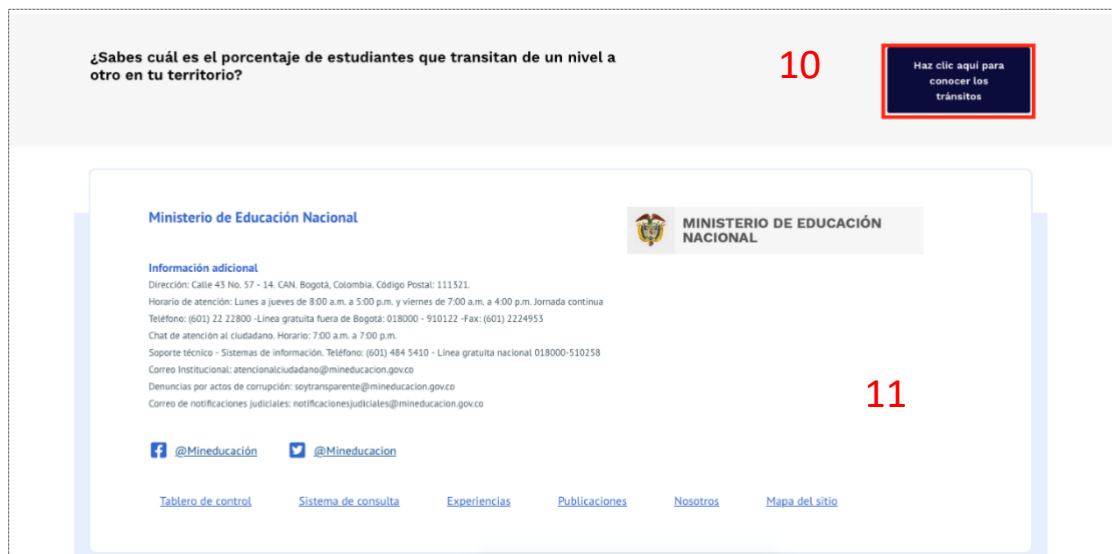 ¿Sabes cuál es el porcentaje de estudiantes que transitan de un nivel a
otro en tu territorio?
10
Haz clic aquí para
conocer los
tránsitos
Ministerio de Educación Nacional
MINISTERIO DE EDUCACIÓN
NACIONAL
Información adicional
Dirección: Calle 43 No. 57 - 14. CAN. Bogotá, Colombia. Código Postal: 111321.
Horario de atención: Lunes a jueves de 8:00 a.m. a 5:00 p.m. y viernes de 7:00 a.m. a 4:00 p.m. Jornada continua
Teléfono: (601) 22 22800 -Línea gratuita fuera de Bogotá: 018000 - 910122 -Fax: (601) 2224953
Chat de atención al ciudadano. Horario: 7:00 a.m. a 7:00 p.m.
Soporte técnico - Sistemas de información. Teléfono: (601) 484 5410 - Línea gratuita nacional 018000-510258
Correo Institucional: atencionalciudadano@mineducacion.gov.co
Denuncias por actos de corrupción: soytransparente@mineducacion.gov.co
Correo de notificaciones judiciales: notificacionesjudiciales@mineducacion.gov.co
11
@Mineducación @Mineducacion
Tablero de control Sistema de consulta Experiencias Publicaciones Nosotros Mapa del sitio